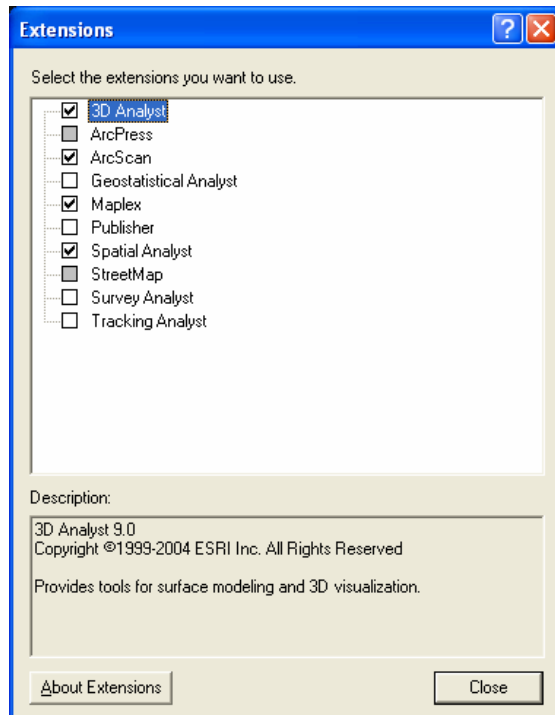 Extensions
Select the extensions you want to use.
3D Analyst
ArcPress
ArcScan
Geostatistical Analyst
Maplex
Publisher
Spatial Analyst
StreetMap
Survey Analyst
Tracking Analyst
Description:
3D Analyst 9.0
Copyright ©1999-2004 ESRI Inc. All Rights Reserved
Provides tools for surface modeling and 3D visualization.
About Extensions
Close